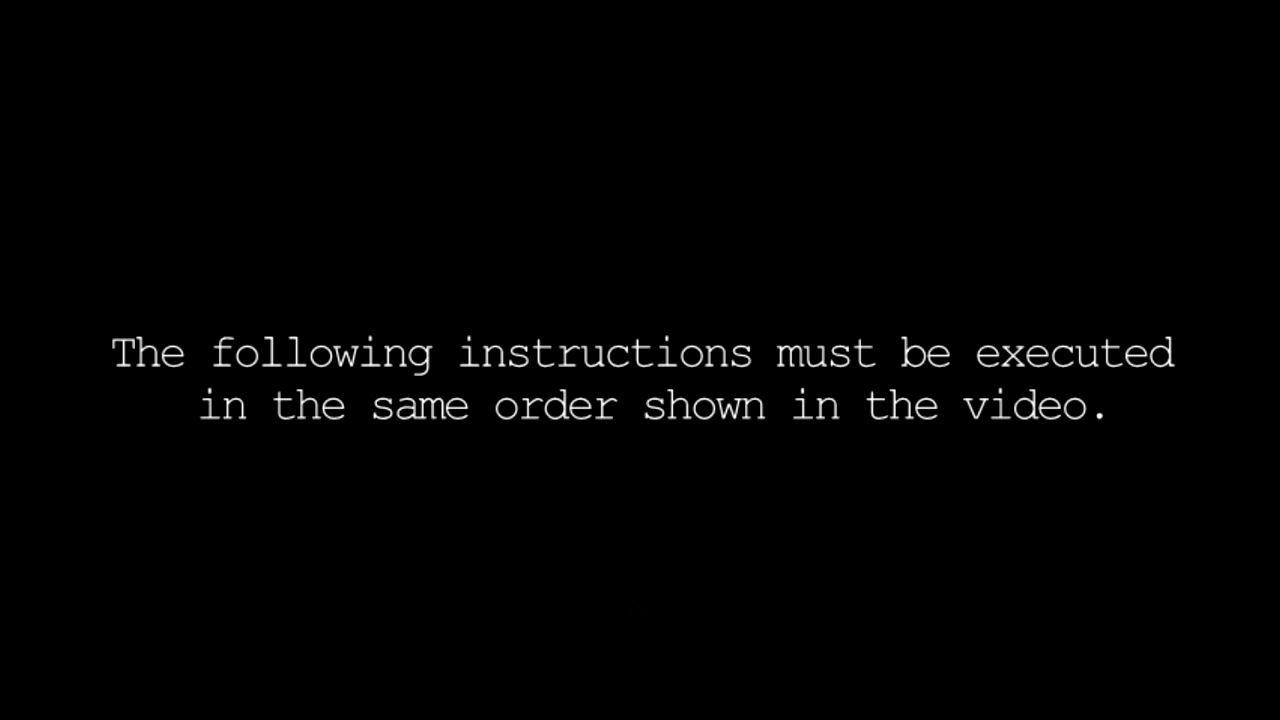 The following instructions must be executed
in the same order shown in the video.